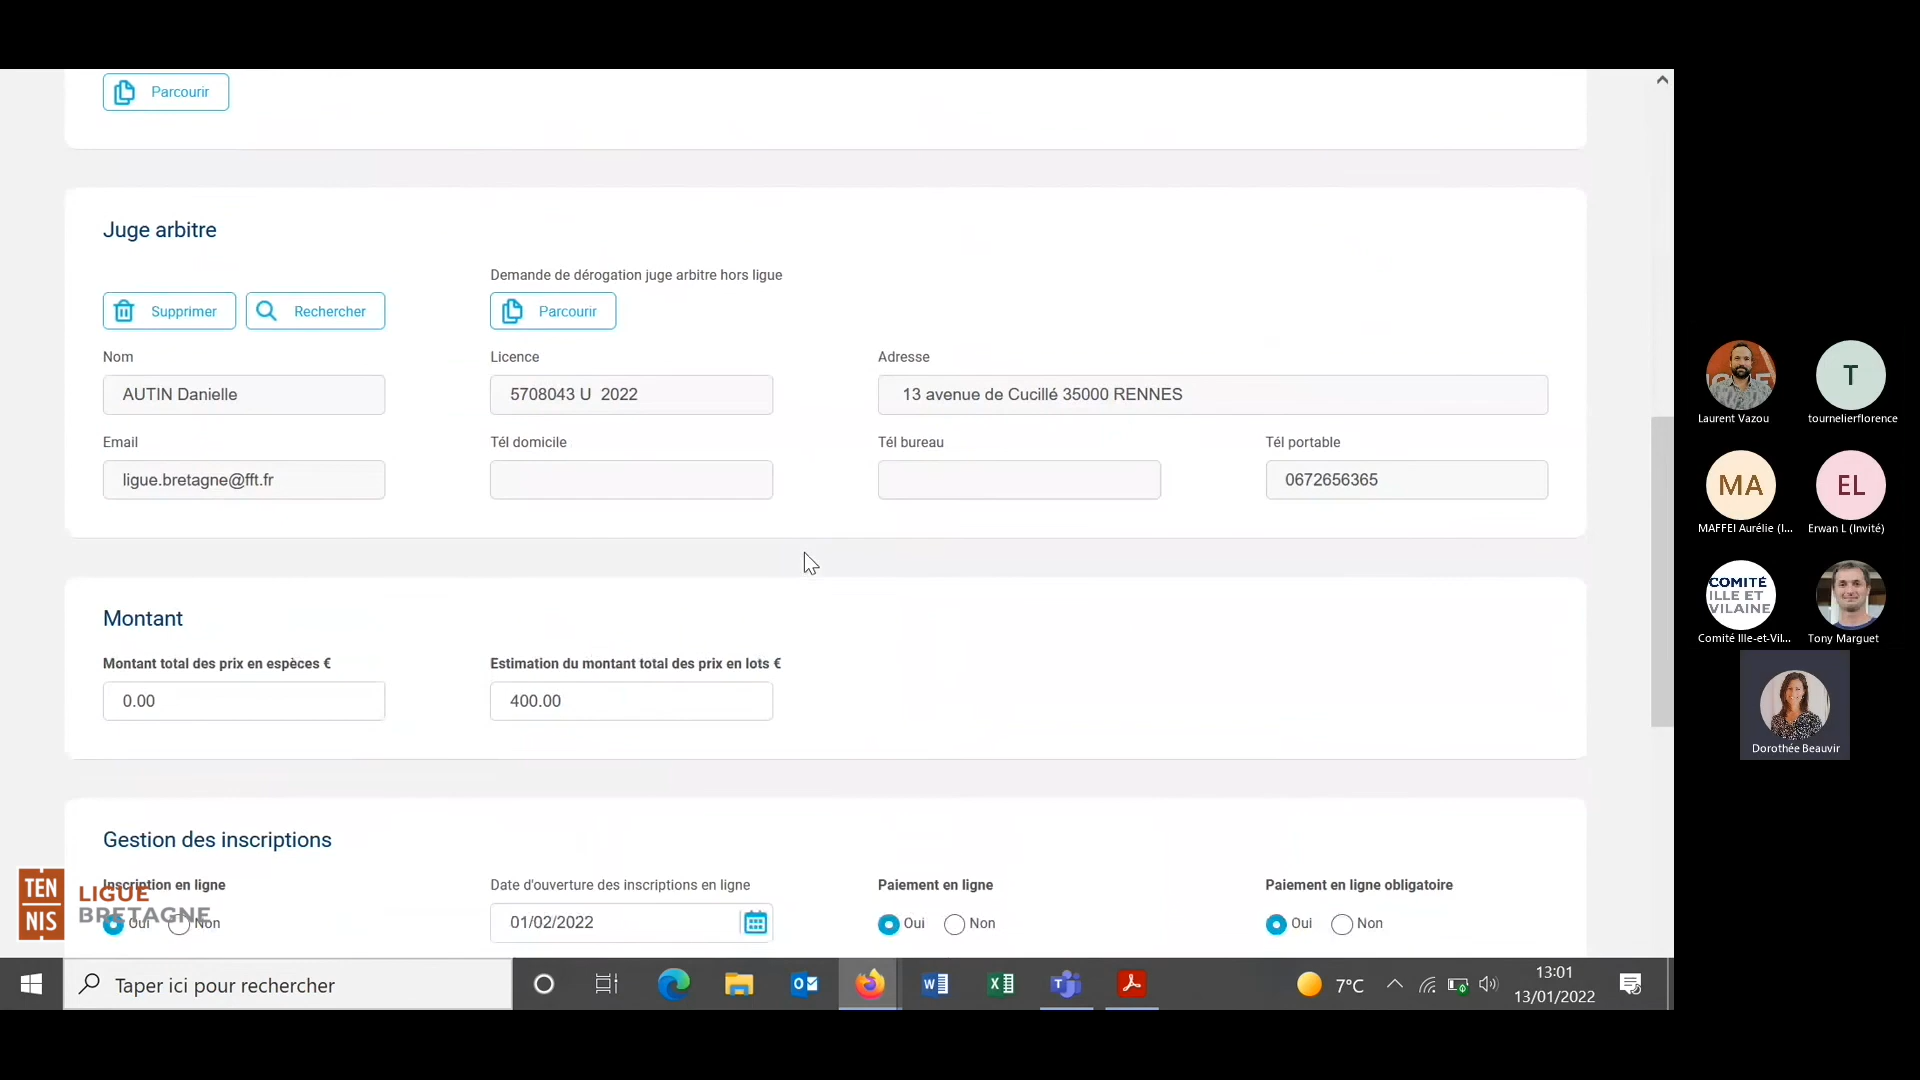 Parcourir
Juge arbitre
Demande de dérogation juge arbitre hors ligue
Supprimer
Rechercher
Parcourir
Nom
Licence
Adresse
AUTIN Danielle
5708043 U 2022
13 avenue de Cucillé 35000 RENNES
Email
Tél domicile
Tél bureau
Tél portable
ligue.bretagne@fft.fr
0672656365
Montant
Montant total des prix en espèces €
Estimation du montant total des prix en lots €
0.00
400.00
Gestion des inscriptions
Inscription en ligne
Date d'ouverture des inscriptions en ligne
Paiement en ligne
Paiement en ligne obligatoire
Oui
Non
01/02/2022
Oui
Non
Oui
Non
TEN
NIS
LIGUE
BRETAGNE
Taper ici pour rechercher
7°C
13:01
13/01/2022
Laurent Vazou
T
tournelierflorence
MA
MAFFEI Aurélie (I...
EL
Erwan L (Invité)
COMITÉ
ILLE ET
VILAINE
Comité Ille-et-Vil...
Tony Marguet
Dorothée Beauvir